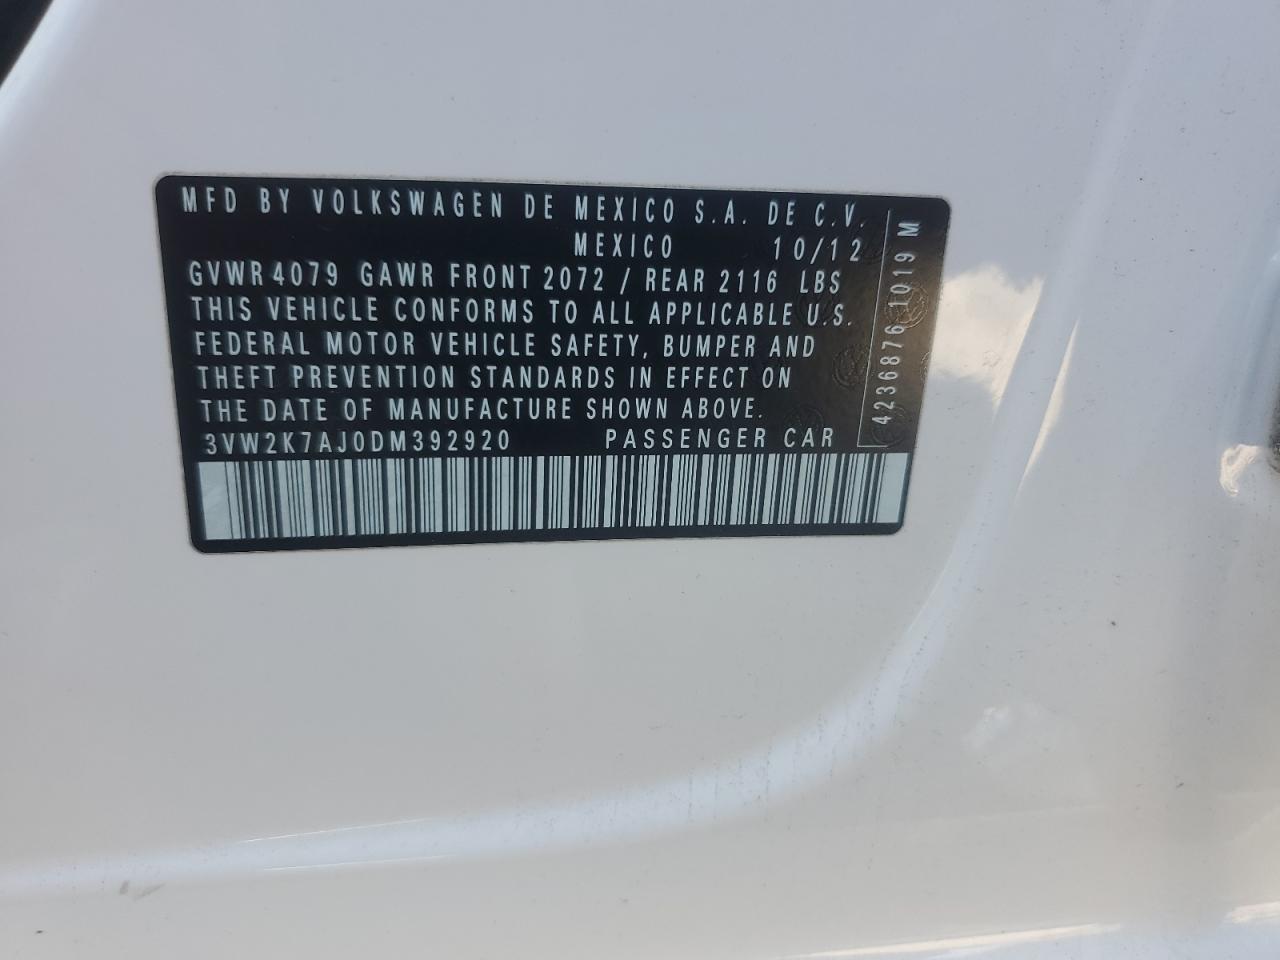 MFD BY VOLKSWAGEN DE MEXICO S.A. DE C.V.
MEXICO 10/12
GVWR 4079 GAWR FRONT 2072 / REAR 2116 LBS
THIS VEHICLE CONFORMS TO ALL APPLICABLE U.S.
FEDERAL MOTOR VEHICLE SAFETY, BUMPER AND
THEFT PREVENTION STANDARDS IN EFFECT ON
THE DATE OF MANUFACTURE SHOWN ABOVE.
3VW2K7AJ0DM392920 PASSENGER CAR
4236876 1019 M